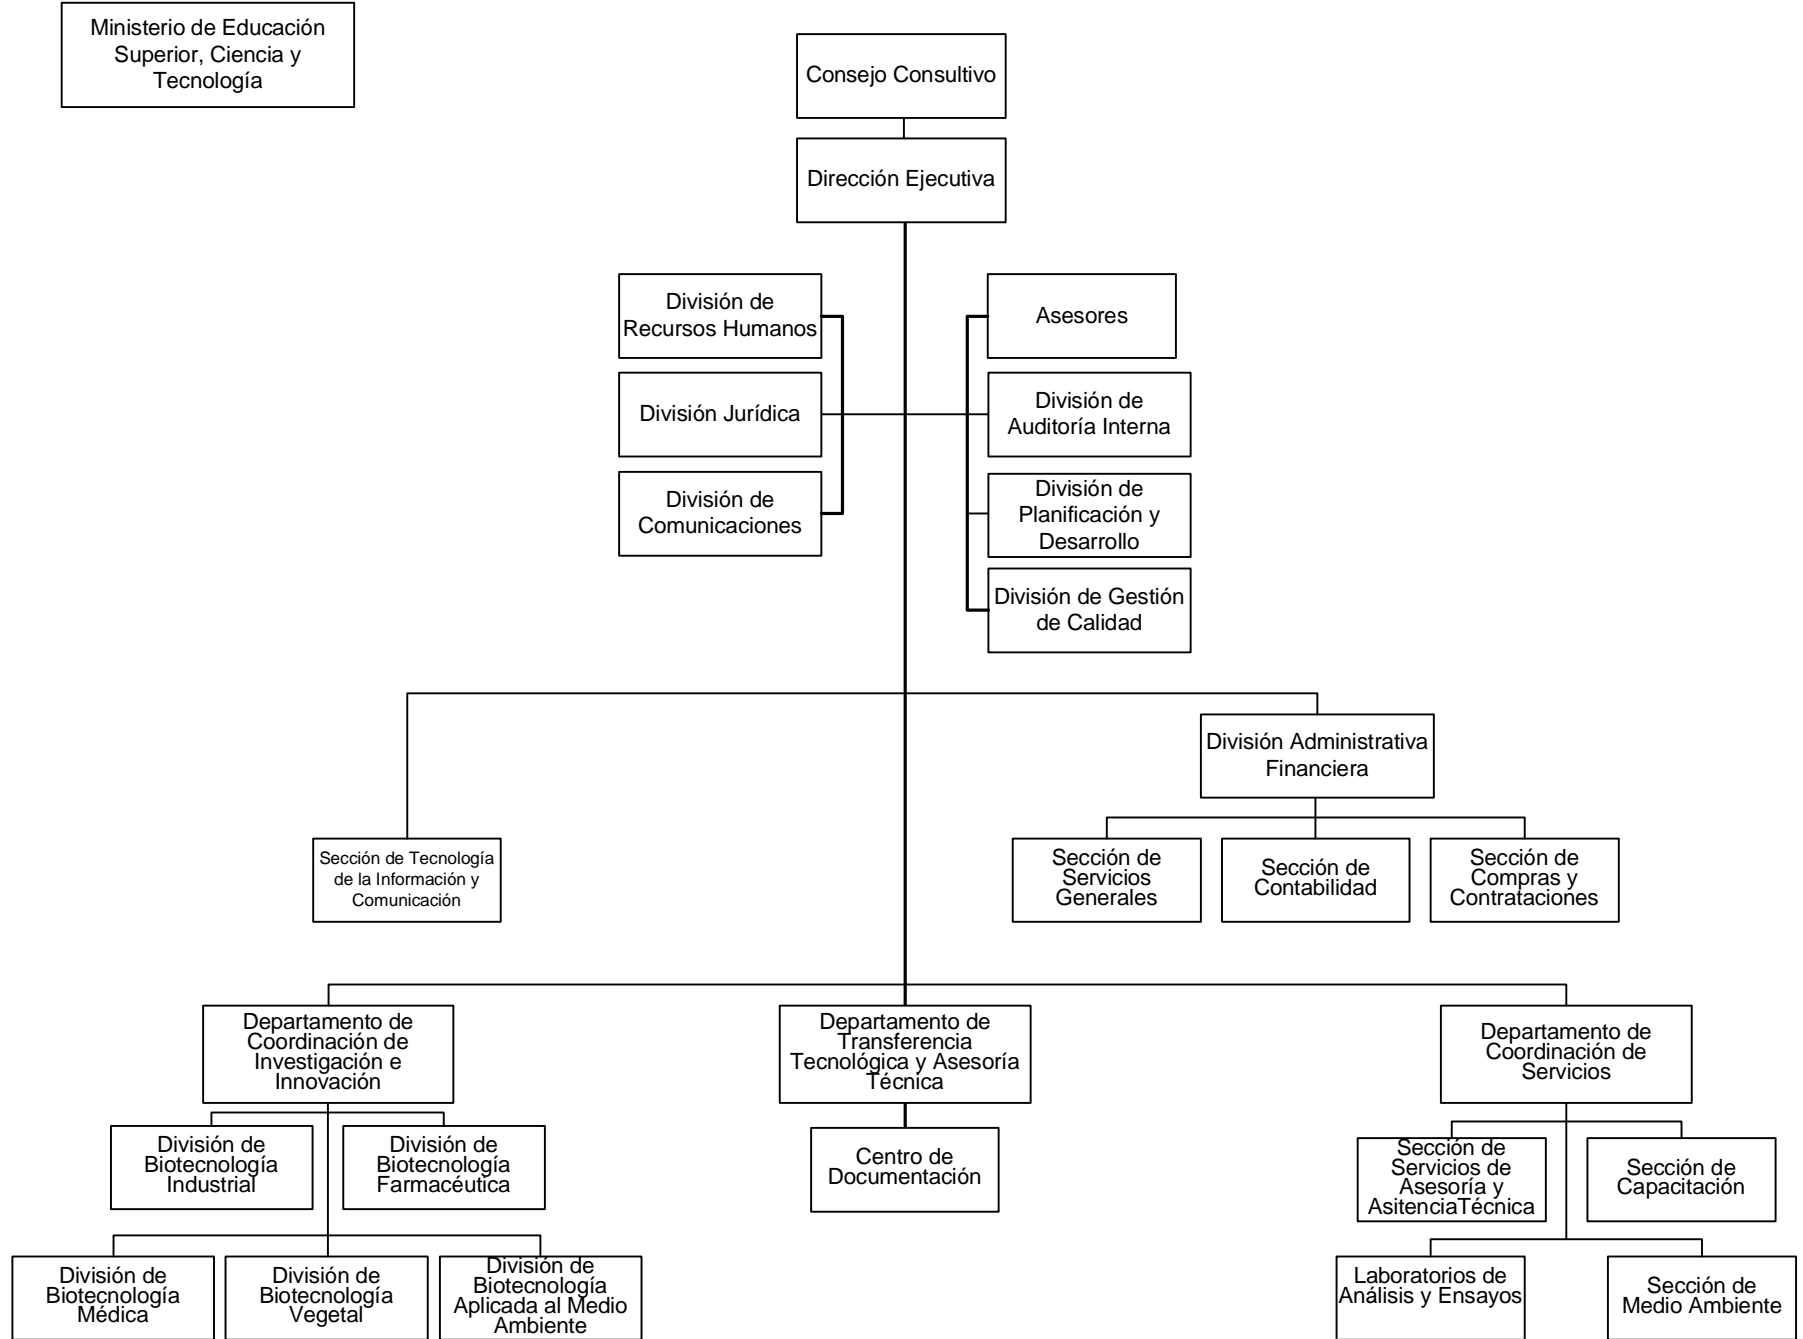 Ministerio de Educación
Superior, Ciencia y
Tecnología
Consejo Consultivo
Dirección Ejecutiva
División de
Recursos Humanos
Asesores
División Jurídica
División de
Auditoría Interna
División de
Comunicaciones
División de
Planificación y
Desarrollo
División de Gestión
de Calidad
División Administrativa
Financiera
Sección de Tecnología
de la Información y
Comunicación
Sección de
Servicios
Generales
Sección de
Contabilidad
Sección de
Compras y
Contrataciones
Departamento de
Coordinación de
Investigación e
Innovación
Departamento de
Transferencia
Tecnológica y Asesoría
Técnica
Departamento de
Coordinación de
Servicios
División de
Biotecnología
Industrial
División de
Biotecnología
Farmacéutica
Centro de
Documentación
Sección de
Servicios de
Asesoría y
AsitenciaTécnica
Sección de
Capacitación
División de
Biotecnología
Médica
División de
Biotecnología
Vegetal
División de
Biotecnología
Aplicada al Medio
Ambiente
Laboratorios de
Análisis y Ensayos
Sección de
Medio Ambiente